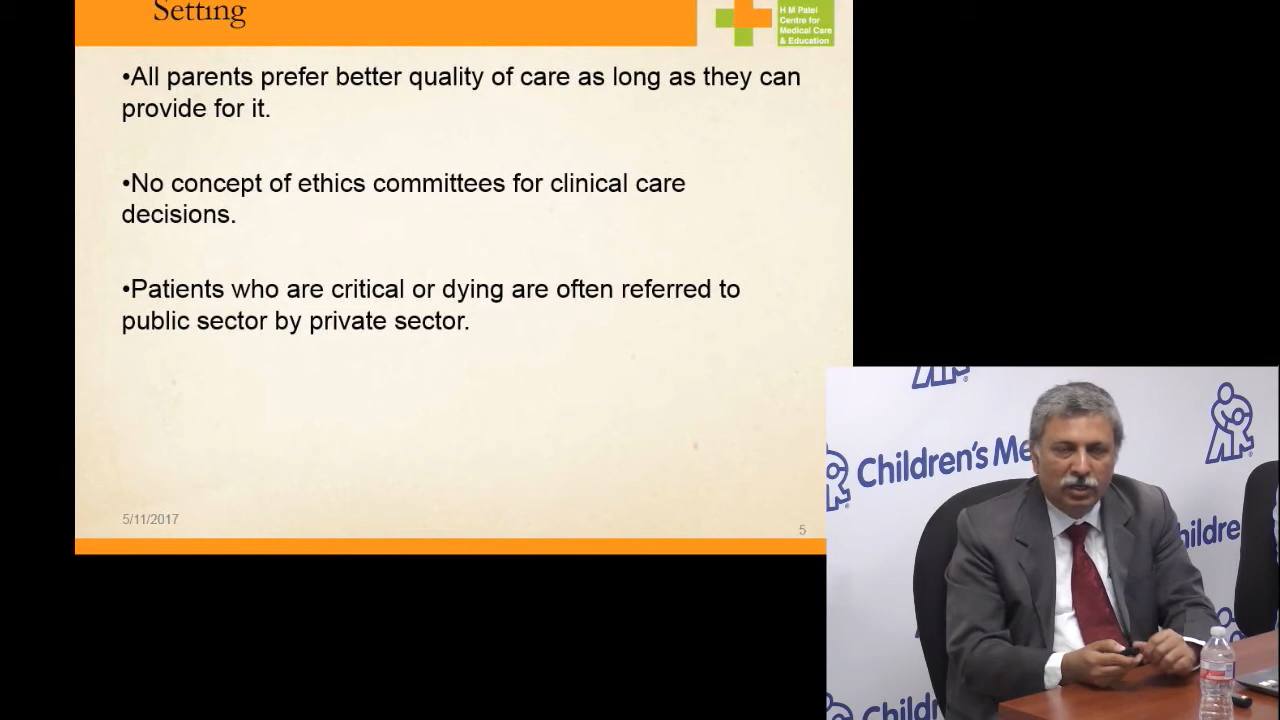 Setting
H M Patel
Centre for
Medical Care
& Education
•All parents prefer better quality of care as long as they can
provide for it.
•No concept of ethics committees for clinical care
decisions.
•Patients who are critical or dying are often referred to
public sector by private sector.
5/11/2017
5
Children's Me
hildre
Children